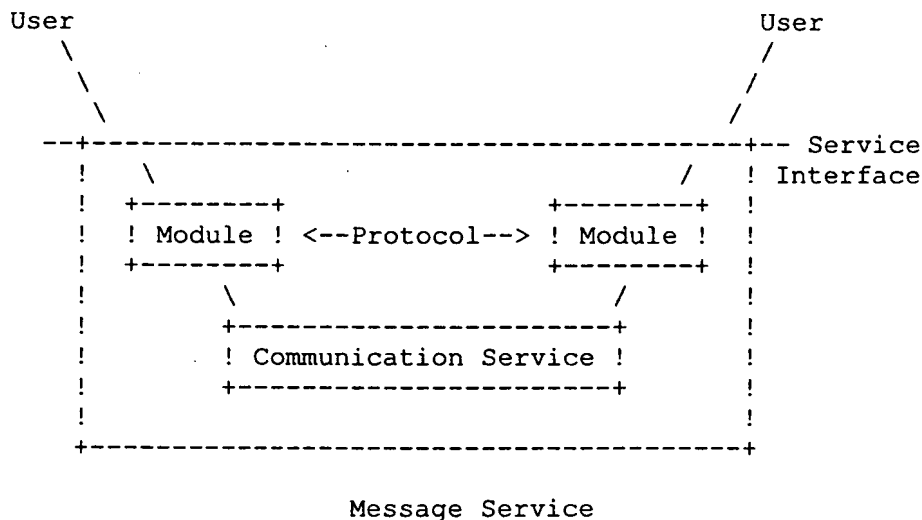 User User
Service
Interface
Module <--Protocol--> Module
Communication Service
Message Service